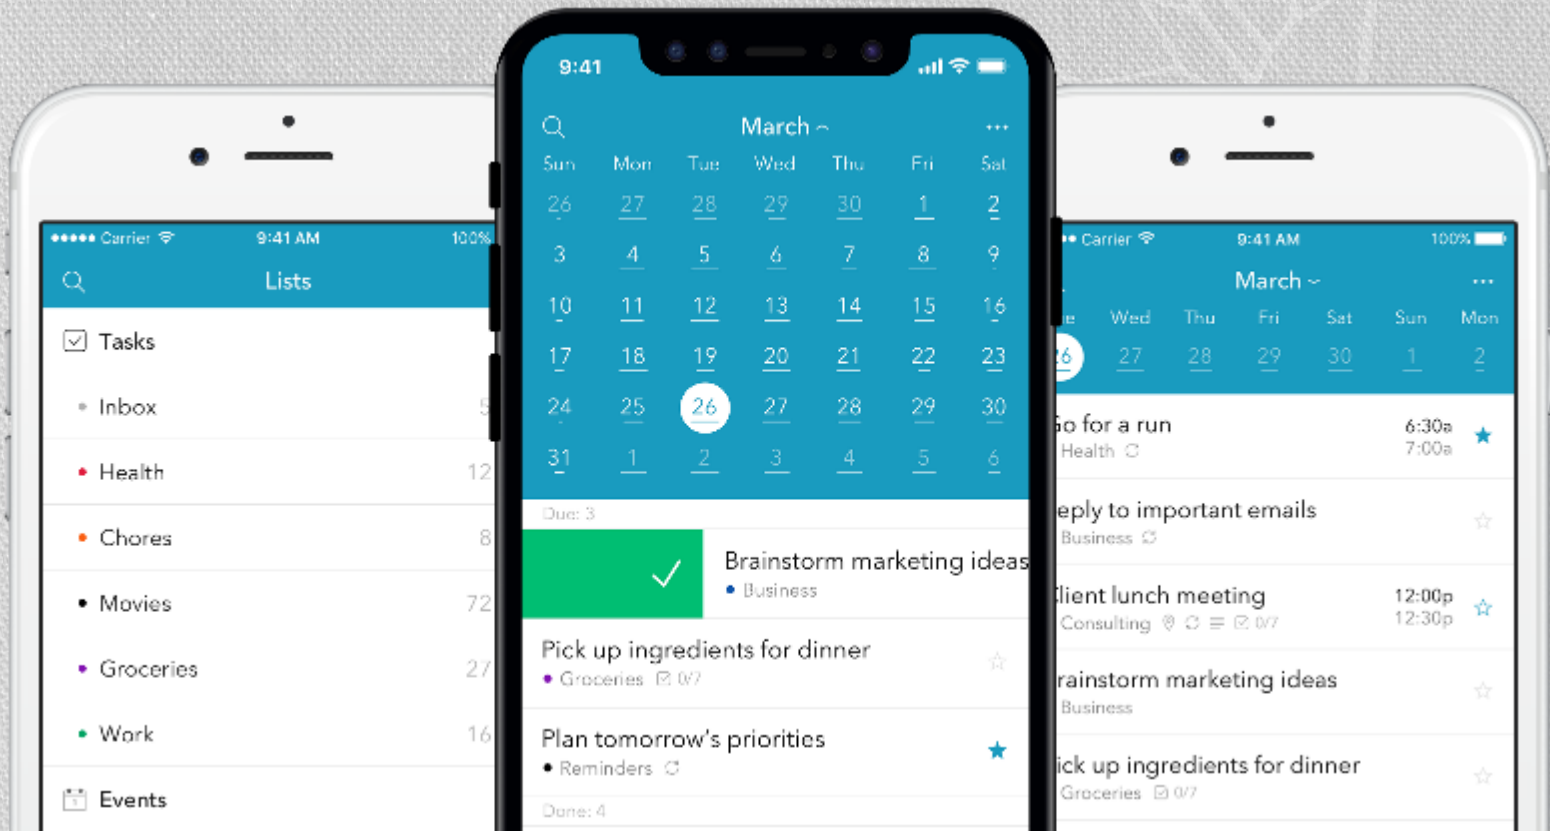 ●●●●● Carrier 9:41 AM 100%
Lists
Tasks
Inbox 5
Health 12
Chores 8
Movies 72
Groceries 27
Work 16
Events
9:41
March
Sun Mon Tue Wed Thu Fri Sat
26 27 28 29 30 1 2
3 4 5 6 7 8 9
10 11 12 13 14 15 16
17 18 19 20 21 22 23
24 25 26 27 28 29 30
31 1 2 3 4 5 6
Due: 3
Brainstorm marketing ideas
Business
Pick up ingredients for dinner
Groceries 0/7
Plan tomorrow's priorities
Reminders
Done: 4
Carrier 9:41 AM 100%
March
e Wed Thu Fri Sat Sun Mon
26 27 28 29 30 1 2
Go for a run 6:30a
Health 7:00a
eply to important emails
Business
Client lunch meeting 12:00p
Consulting 0/7 12:30p
rainstorm marketing ideas
Business
ick up ingredients for dinner
Groceries 0/7